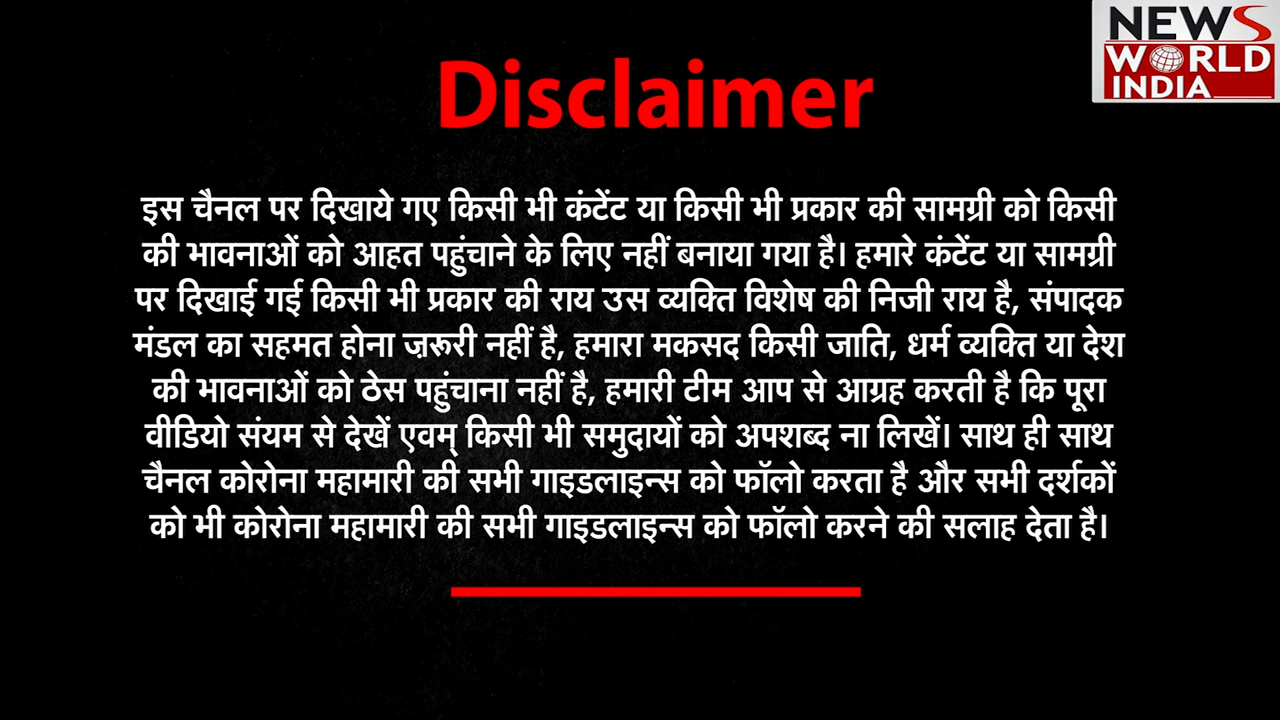 NEWS
WORLD
INDIA
Disclaimer
इस चैनल पर दिखाये गए किसी भी कंटेंट या किसी भी प्रकार की सामग्री को किसी
की भावनाओं को आहत पहुंचाने के लिए नहीं बनाया गया है। हमारे कंटेंट या सामग्री
पर दिखाई गई किसी भी प्रकार की राय उस व्यक्ति विशेष की निजी राय है, संपादक
मंडल का सहमत होना ज़रूरी नहीं है, हमारा मकसद किसी जाति, धर्म व्यक्ति या देश
की भावनाओं को ठेस पहुंचाना नहीं है, हमारी टीम आप से आग्रह करती है कि पूरा
वीडियो संयम से देखें एवम् किसी भी समुदायों को अपशब्द ना लिखें। साथ ही साथ
चैनल कोरोना महामारी की सभी गाइडलाइन्स को फॉलो करता है और सभी दर्शकों
को भी कोरोना महामारी की सभी गाइडलाइन्स को फॉलो करने की सलाह देता है।